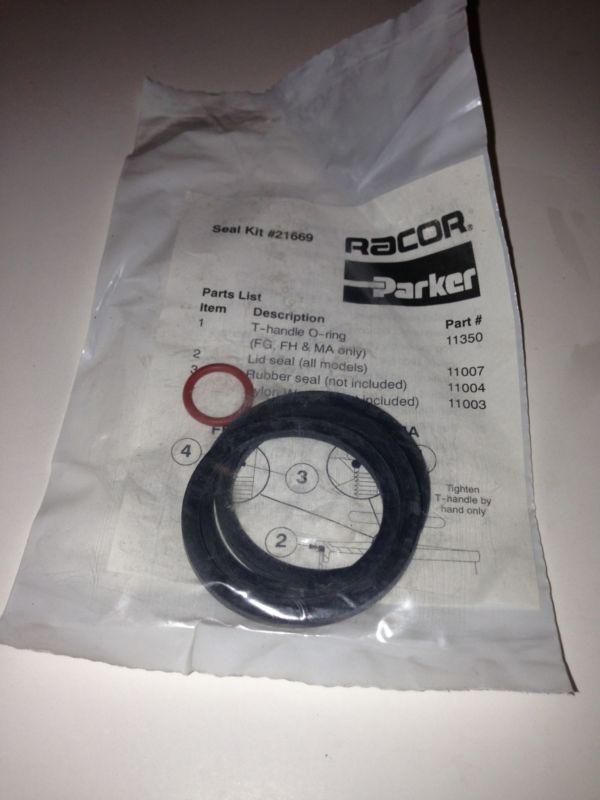 Seal Kit #21669
RACOR®
Parker
Parts List
Item Description Part #
1 T-handle O-ring 11350
(FG, FH & MA only)
2 Lid seal (all models) 11007
3 Rubber seal (not included) 11004
included) 11003
4
3
Tighten
T-handle by
hand only
2